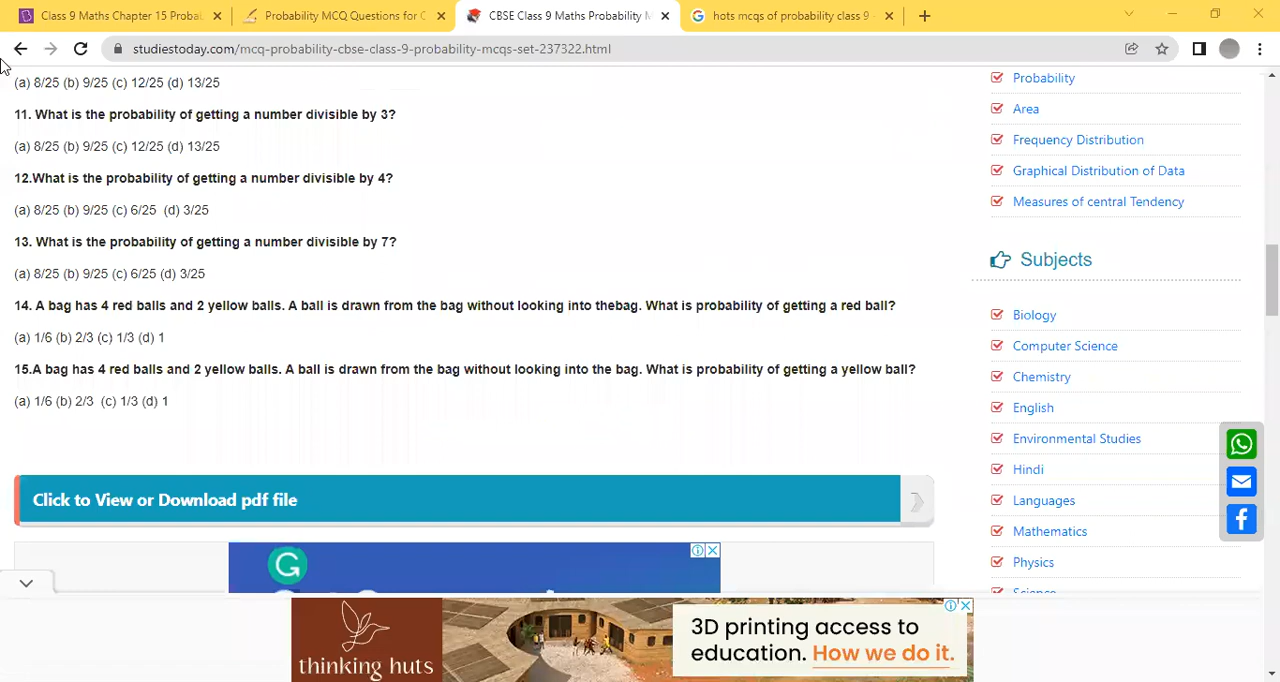 Class 9 Maths Chapter 15 Probal
Probability MCQ Questions for C
CBSE Class 9 Maths Probability M
hots mcqs of probability class 9 -
studiestoday.com/mcq-probability-cbse-class-9-probability-mcqs-set-237322.html
(a) 8/25 (b) 9/25 (c) 12/25 (d) 13/25
11. What is the probability of getting a number divisible by 3?
(a) 8/25 (b) 9/25 (c) 12/25 (d) 13/25
12.What is the probability of getting a number divisible by 4?
(a) 8/25 (b) 9/25 (c) 6/25 (d) 3/25
13. What is the probability of getting a number divisible by 7?
(a) 8/25 (b) 9/25 (c) 6/25 (d) 3/25
14. A bag has 4 red balls and 2 yellow balls. A ball is drawn from the bag without looking into thebag. What is probability of getting a red ball?
(a) 1/6 (b) 2/3 (c) 1/3 (d) 1
15.A bag has 4 red balls and 2 yellow balls. A ball is drawn from the bag without looking into the bag. What is probability of getting a yellow ball?
(a) 1/6 (b) 2/3 (c) 1/3 (d) 1
Click to View or Download pdf file
Probability
Area
Frequency Distribution
Graphical Distribution of Data
Measures of central Tendency
Subjects
Biology
Computer Science
Chemistry
English
Environmental Studies
Hindi
Languages
Mathematics
Physics
Science
thinking huts
3D printing access to
education. How we do it.